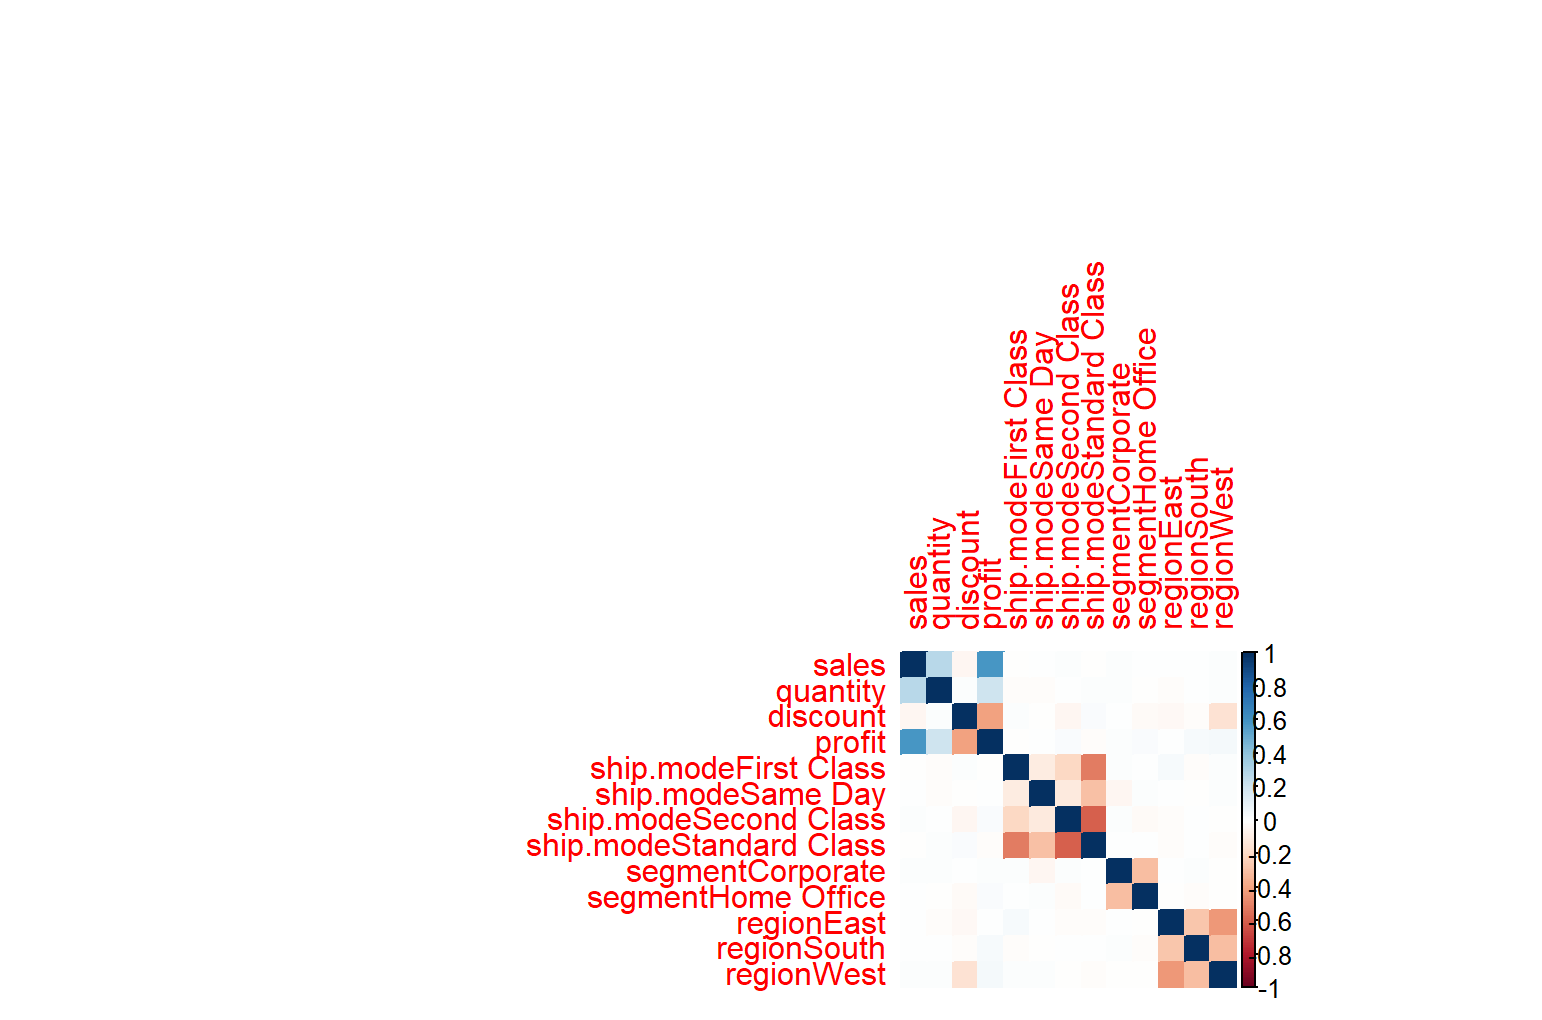 sales
quantity
discount
profit
ship.modeFirst Class
ship.modeSame Day
ship.modeSecond Class
ship.modeStandard Class
segmentCorporate
segmentHome Office
regionEast
regionSouth
regionWest
sales
quantity
discount
profit
ship.modeFirst Class
ship.modeSame Day
ship.modeSecond Class
ship.modeStandard Class
segmentCorporate
segmentHome Office
regionEast
regionSouth
regionWest
1
0.8
0.6
0.4
0.2
0
-0.2
-0.4
-0.6
-0.8
-1